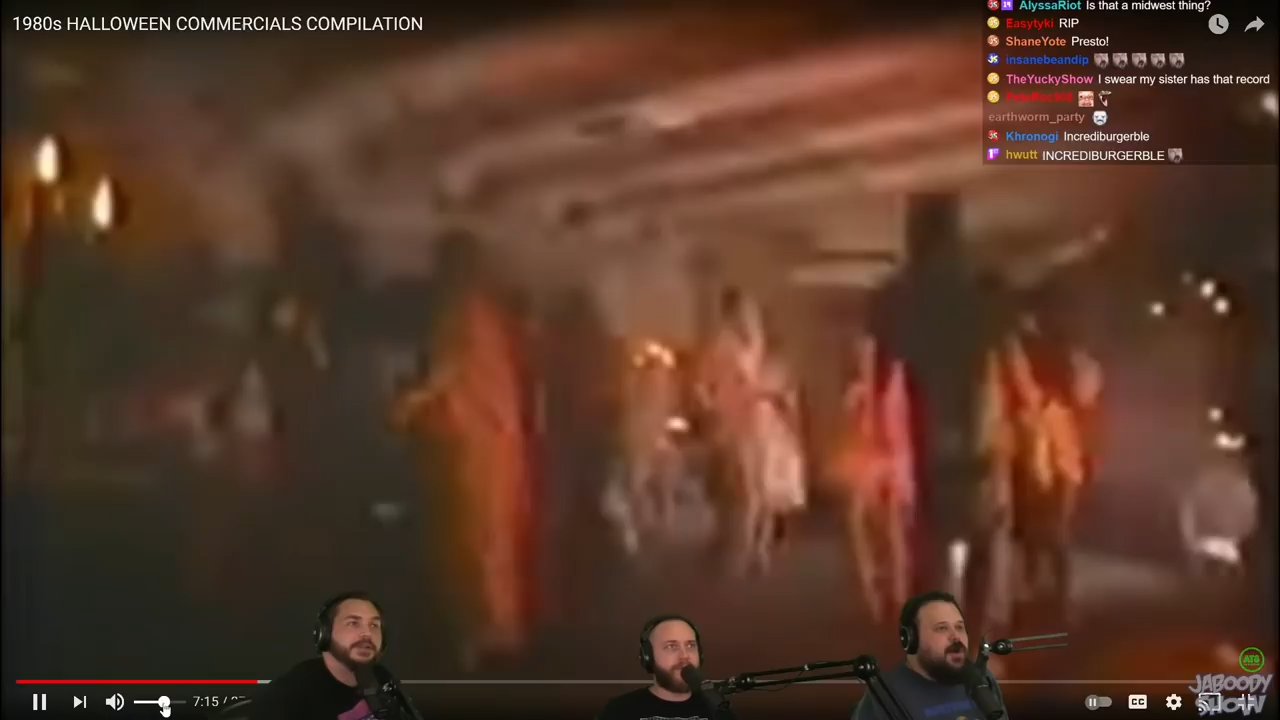 1980s HALLOWEEN COMMERCIALS COMPILATION
AlyssaRiot Is that a midwest thing?
Easytyki RIP
ShaneYote Presto!
insanebeandip
TheYuckyShow I swear my sister has that record
earthworm_party
Khronogi Incrediburgerble
hwutt INCREDIBURGERBLE
7:15 /
CC
JABOODY
SHOW